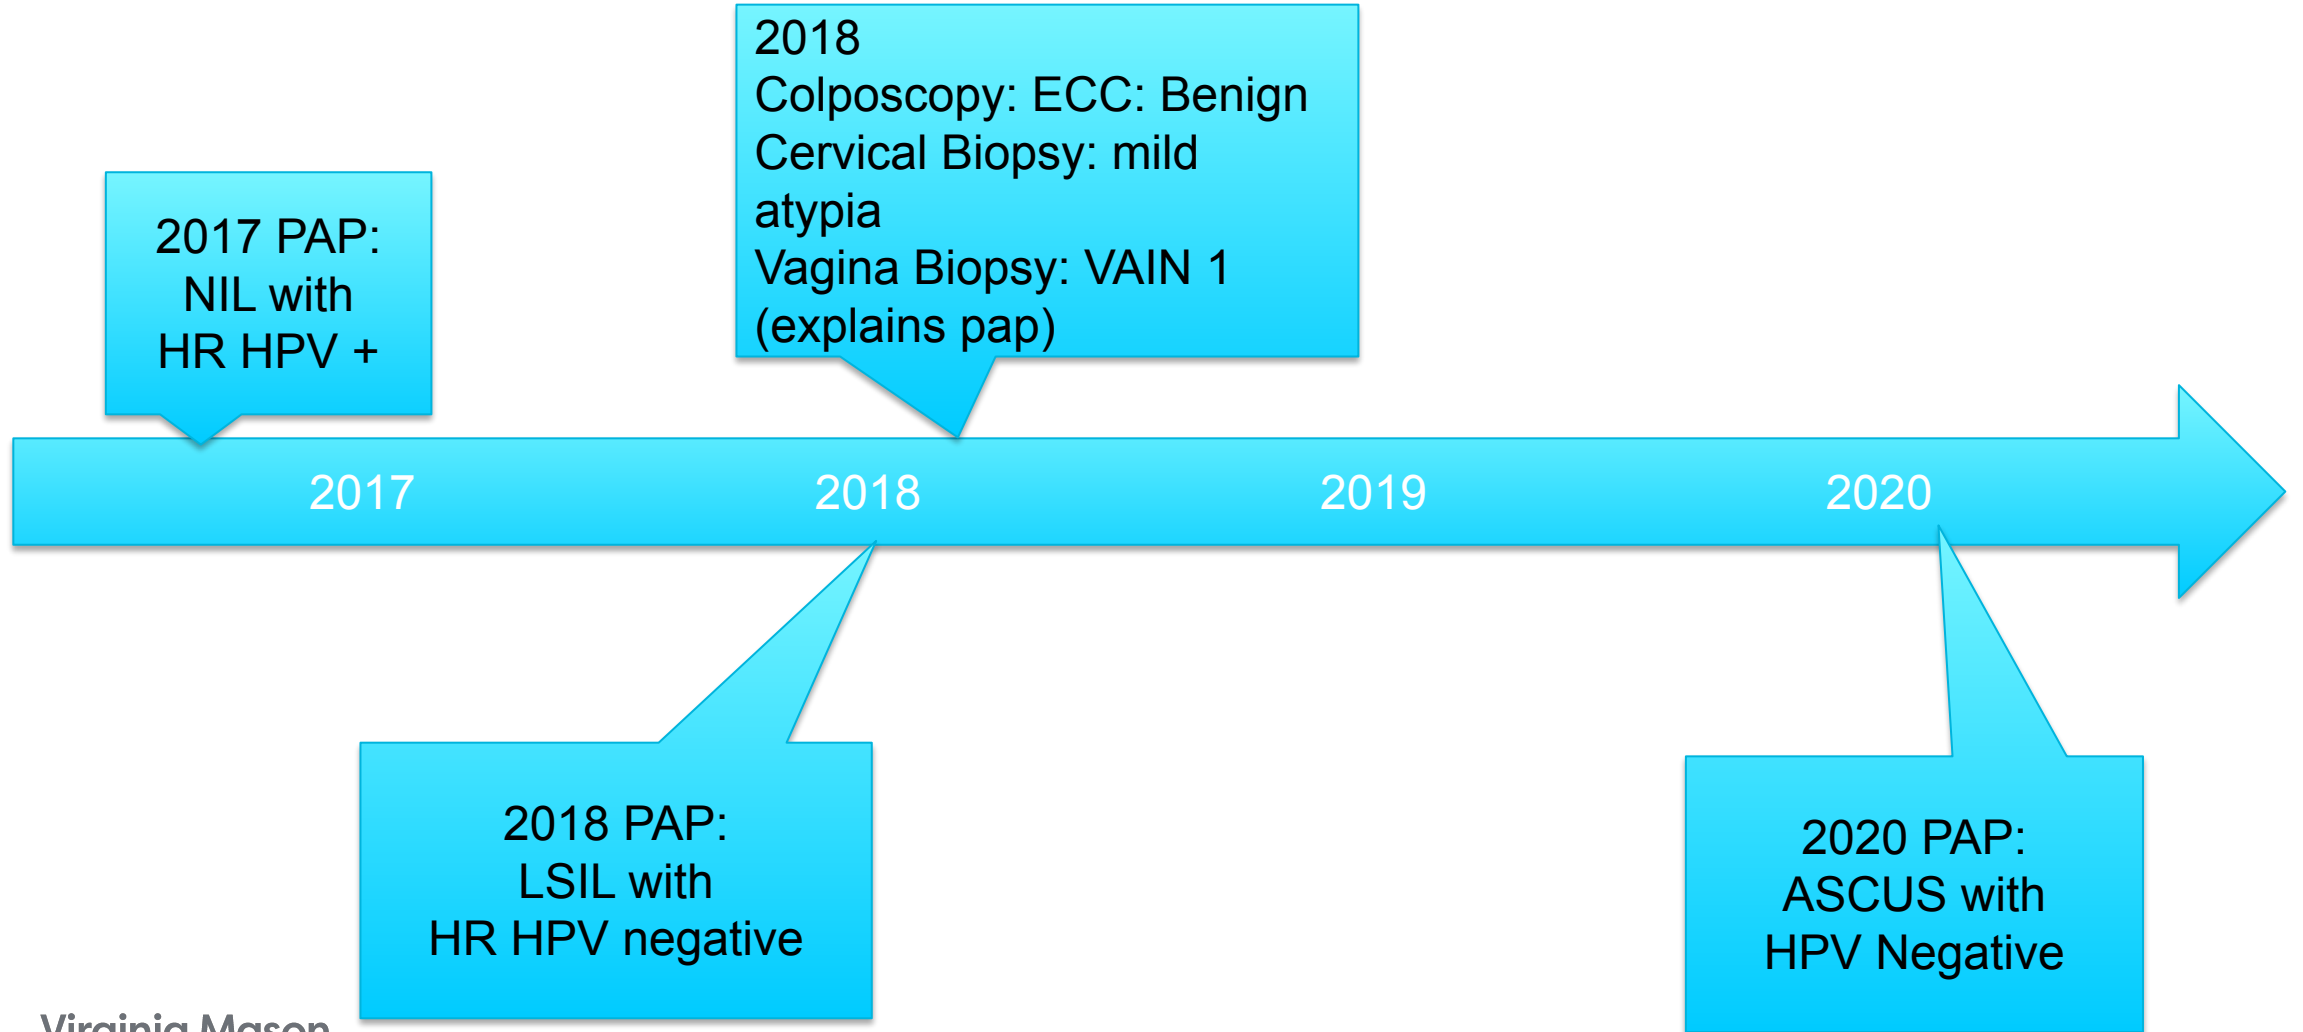 2018
Colposcopy: ECC: Benign
Cervical Biopsy: mild
atypia
Vagina Biopsy: VAIN 1
(explains pap)
2017 PAP:
NIL with
HR HPV +
2017
2018
2019
2020
2018 PAP:
LSIL with
HR HPV negative
2020 PAP:
ASCUS with
HPV Negative
Virginia Mason